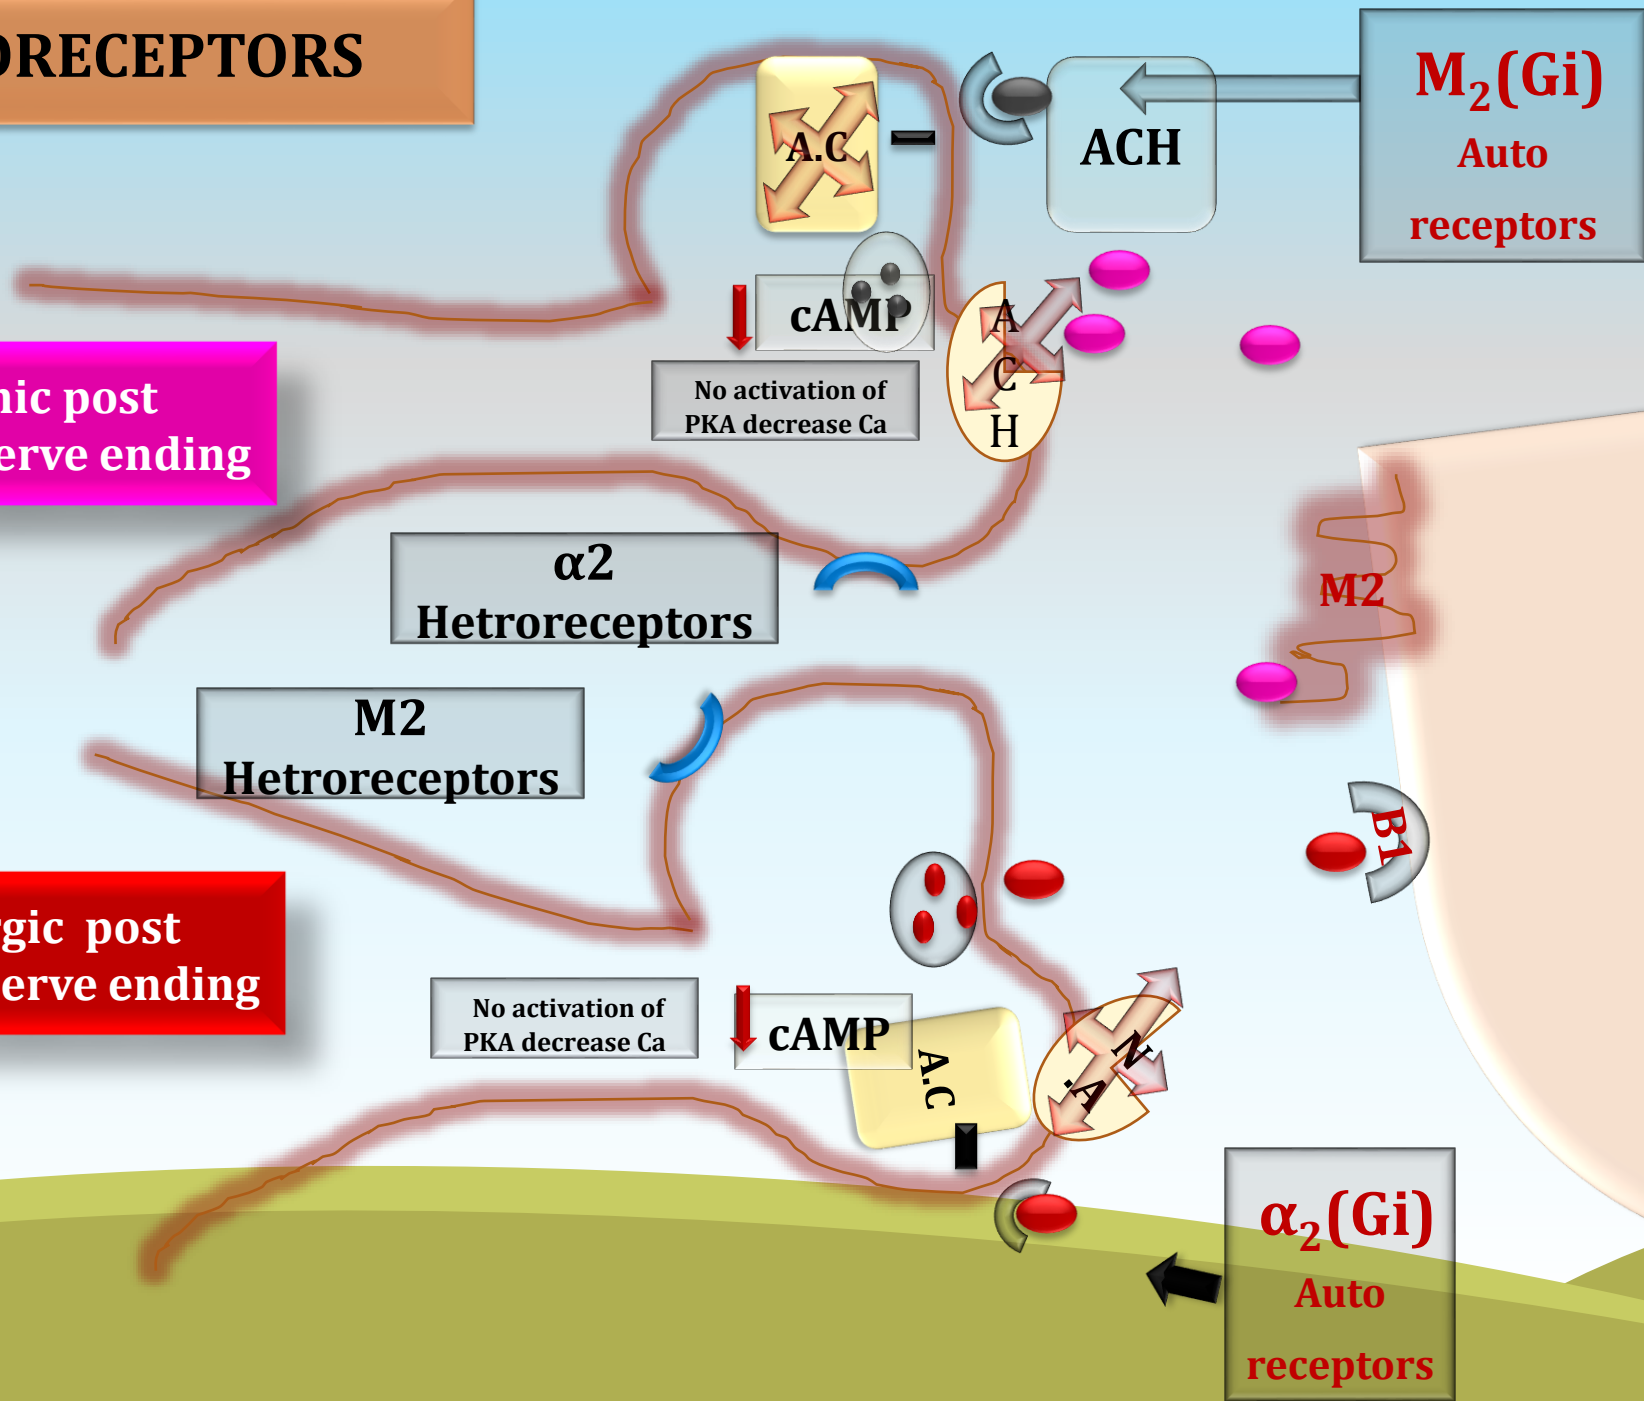 ORECEPTORS
M2(Gi)
Auto
receptors
A.C
ACH
cAMP
No activation of
PKA decrease Ca
A
C
H
nic post
erve ending
α2
Hetroreceptors
M2
M2
Hetroreceptors
B1
gic post
erve ending
No activation of
PKA decrease Ca
cAMP
A.C
N
.A
α2(Gi)
Auto
receptors